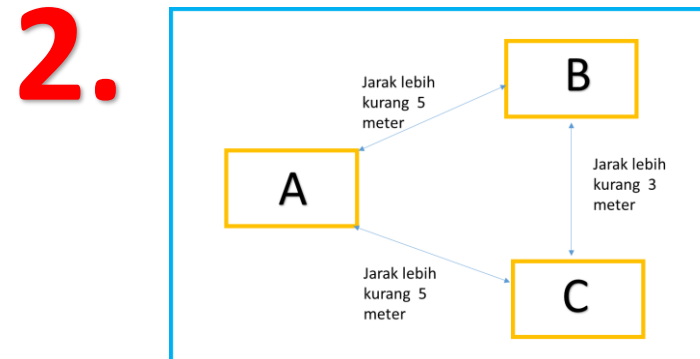 2.
Jarak lebih
kurang 5
meter
B
A
Jarak lebih
kurang 3
meter
Jarak lebih
kurang 5
meter
C